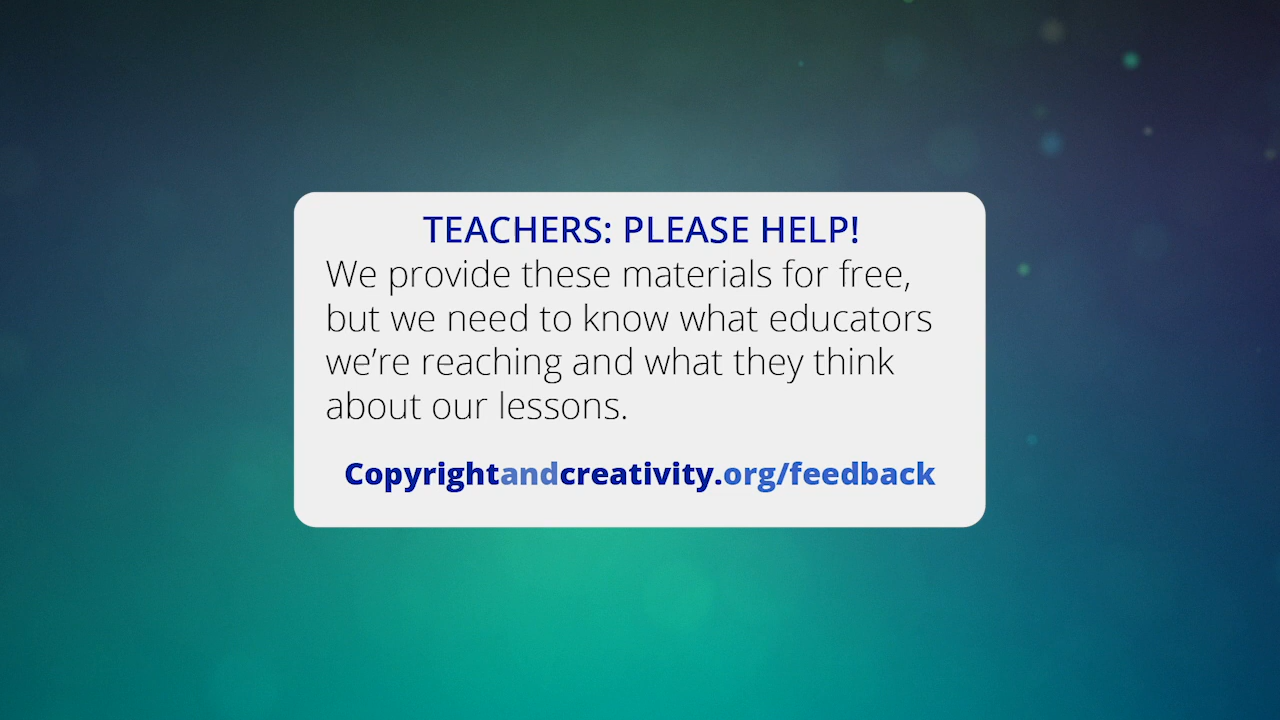 TEACHERS: PLEASE HELP!
We provide these materials for free,
but we need to know what educators
we’re reaching and what they think
about our lessons.
Copyrightandcreativity.org/feedback